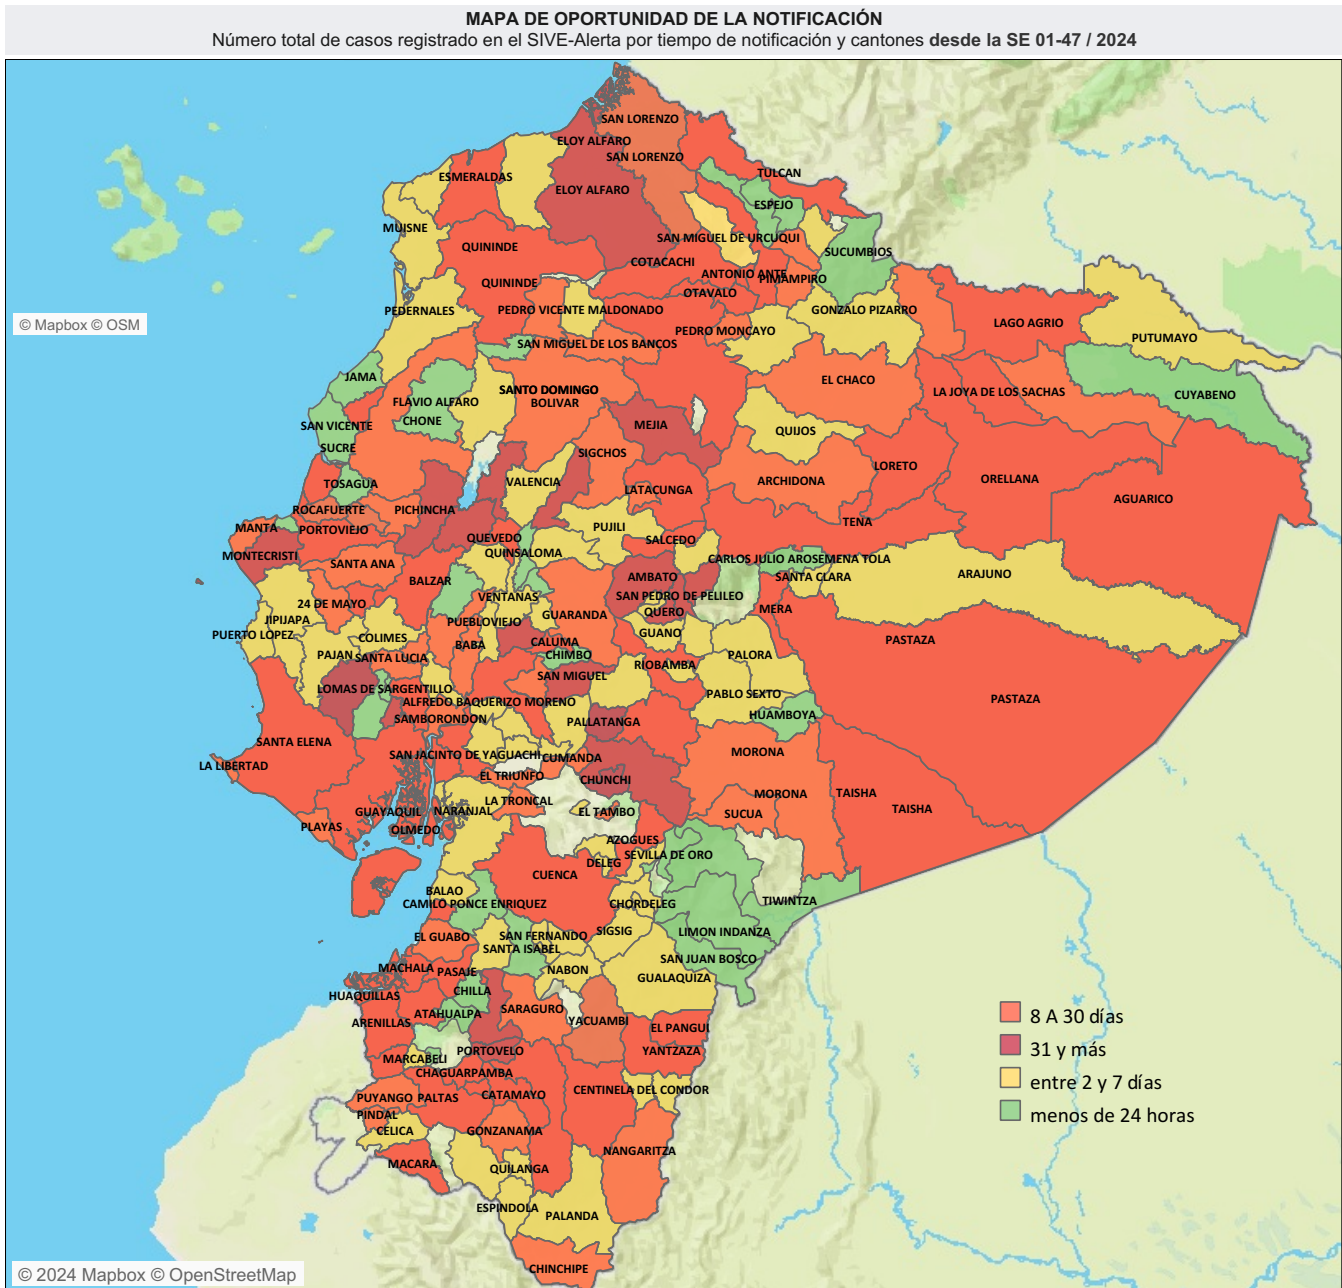 MAPA DE OPORTUNIDAD DE LA NOTIFICACIÓN
Número total de casos registrado en el SIVE-Alerta por tiempo de notificación y cantones desde la SE 01-47 / 2024
SAN LORENZO
ELOY ALFARO
SAN LORENZO
TULCAN
ESMERALDAS
ELOY ALFARO
ESPEJO
MUISNE
SAN MIGUEL DE URCUQUI
QUININDE
SUCUMBIOS
COTACACHI
ANTONIO ANTE
PIMAMPIRO
QUININDE
OTAVALO
PEDERNALES
PEDRO VICENTE MALDONADO
GONZALO PIZARRO
© Mapbox © OSM
LAGO AGRIO
PEDRO MONCAYO
PUTUMAYO
SAN MIGUEL DE LOS BANCOS
JAMA
EL CHACO
SANTO DOMINGO
LA JOYA DE LOS SACHAS
CUYABENO
FLAVIO ALFARO
BOLIVAR
CHONE
SAN VICENTE
MEJIA
QUIJOS
SUCRE
SIGCHOS
LORETO
TOSAGUA
VALENCIA
ARCHIDONA
ORELLANA
LATACUNGA
AGUARICO
ROCAFUERTE
PICHINCHA
MANTA
PORTOVIEJO
PUJILI
TENA
QUEVEDO
SALCEDO
MONTECRISTI
QUINSALOMA
CARLOS JULIO AROSEMENA TOLA
SANTA ANA
BALZAR
AMBATO
SANTA CLARA
ARAJUNO
24 DE MAYO
VENTANAS
SAN PEDRO DE PELILEO
MERA
QUERO
JIPIJAPA
PUEBLOVIEJO
GUARANDA
PUERTO LÓPEZ
COLIMES
GUANO
PASTAZA
BABA
CALUMA
PAJAN
SANTA LUCIA
CHIMBO
PALORA
RIOBAMBA
SAN MIGUEL
LOMAS DE SARGENTILLO
PABLO SEXTO
PASTAZA
ALFREDO BAQUERIZO MORENO
HUAMBOYA
SAMBORONDON
PALLATANGA
SANTA ELENA
SAN JACINTO DE YAGUACHI
CUMANDA
MORONA
LA LIBERTAD
EL TRIUNFO
CHUNCHI
MORONA
TAISHA
TAISHA
LA TRONCAL
GUAYAQUIL
NARANJAL
EL TAMBO
SUCUA
PLAYAS
OLMEDO
AZOGUES
SEVILLA DE ORO
DELEG
CUENCA
BALAO
CAMILO PONCE ENRIQUEZ
CHORDELEG
TIWINTZA
SIGSIG
LIMON INDANZA
EL GUABO
SAN FERNANDO
SANTA ISABEL
SAN JUAN BOSCO
MACHALA
PASAJE
NABON
GUALAQUIZA
CHILLA
HUAQUILLAS
SARAGURO
ATAHUALPA
YACUAMBI
ARENILLAS
EL PANGUI
PORTOVELO
YANTZAZA
MARCABELI
CHAGUARPAMBA
PUYANGO
PALTAS
CATAMAYO
CENTINELA DEL CONDOR
PINDAL
CELICA
GONZANAMA
MACARA
NANGARITZA
QUILANGA
ESPINDOLA
PALANDA
CHINCHIPE
8 A 30 días
31 y más
entre 2 y 7 días
menos de 24 horas
© 2024 Mapbox © OpenStreetMap